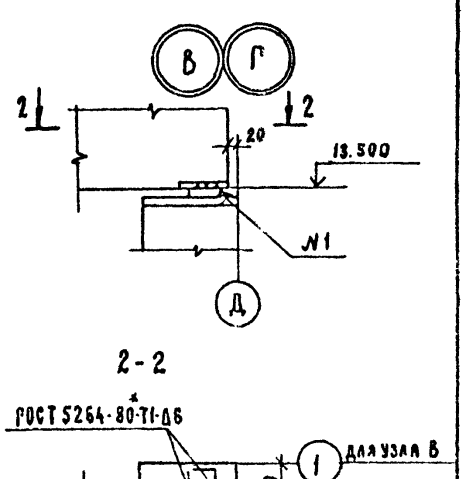 В Г
2 2
20
13.500
N1
Д
2-2
*
ГОСТ 5264-80-Т1-Δ6
1 ДЛЯ УЗЛА В